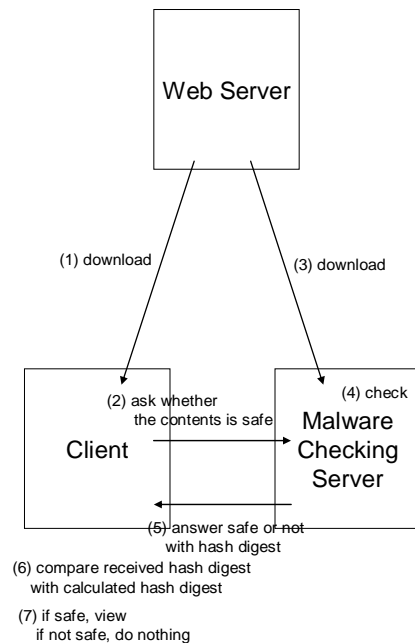 Web Server
(1) download
(3) download
(2) ask whether
the contents is safe
(4) check
Client
Malware
Checking
Server
(5) answer safe or not
with hash digest
(6) compare received hash digest
with calculated hash digest
(7) if safe, view
if not safe, do nothing